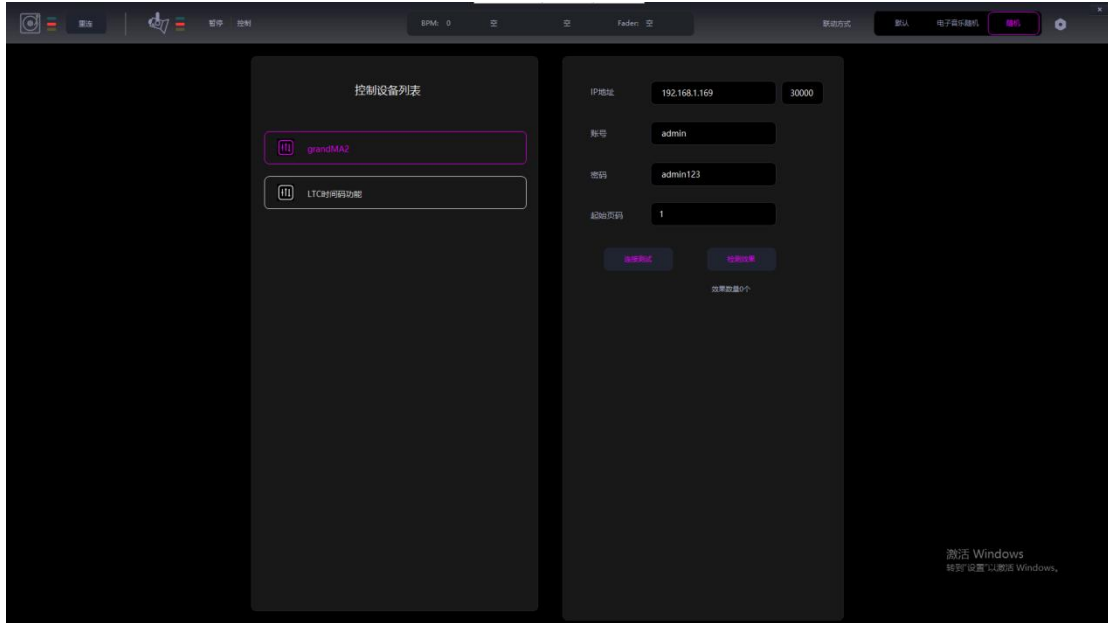 重连
暂停 控制
BPM: 0 空 空 Fader: 空
联动方式 默认 电子音乐随机 随机
控制设备列表
grandMA2
LTC时间码功能
IP地址 192.168.1.169 30000
账号 admin
密码 admin123
起始页码 1
连接测试 检测效果
效果数量0个
激活 Windows
转到"设置"以激活 Windows。